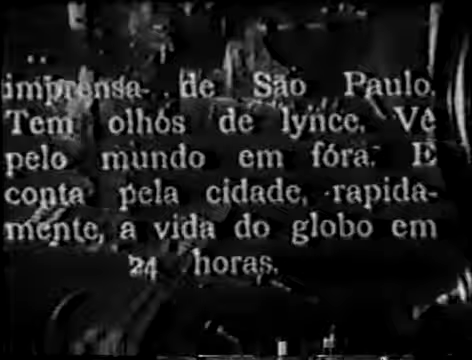 imprensa de São Paulo.
Tem olhos de lynce. Vê
pelo mundo em fóra. E
conta pela cidade, rapida-
mente, a vida do globo em
24 horas.